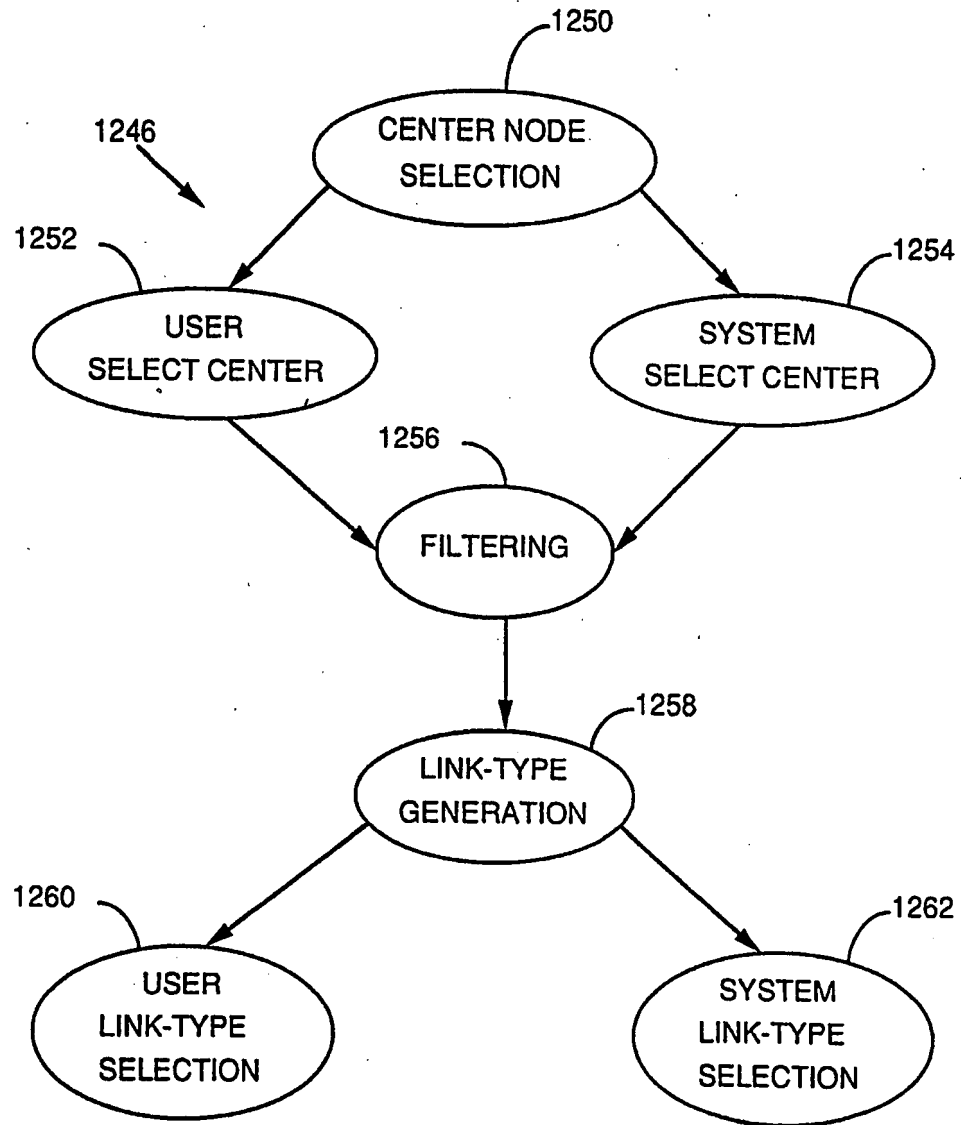 1250
CENTER NODE
SELECTION
1246
1252
USER
SELECT CENTER
1254
SYSTEM
SELECT CENTER
1256
FILTERING
1258
LINK-TYPE
GENERATION
1260
USER
LINK-TYPE
SELECTION
1262
SYSTEM
LINK-TYPE
SELECTION